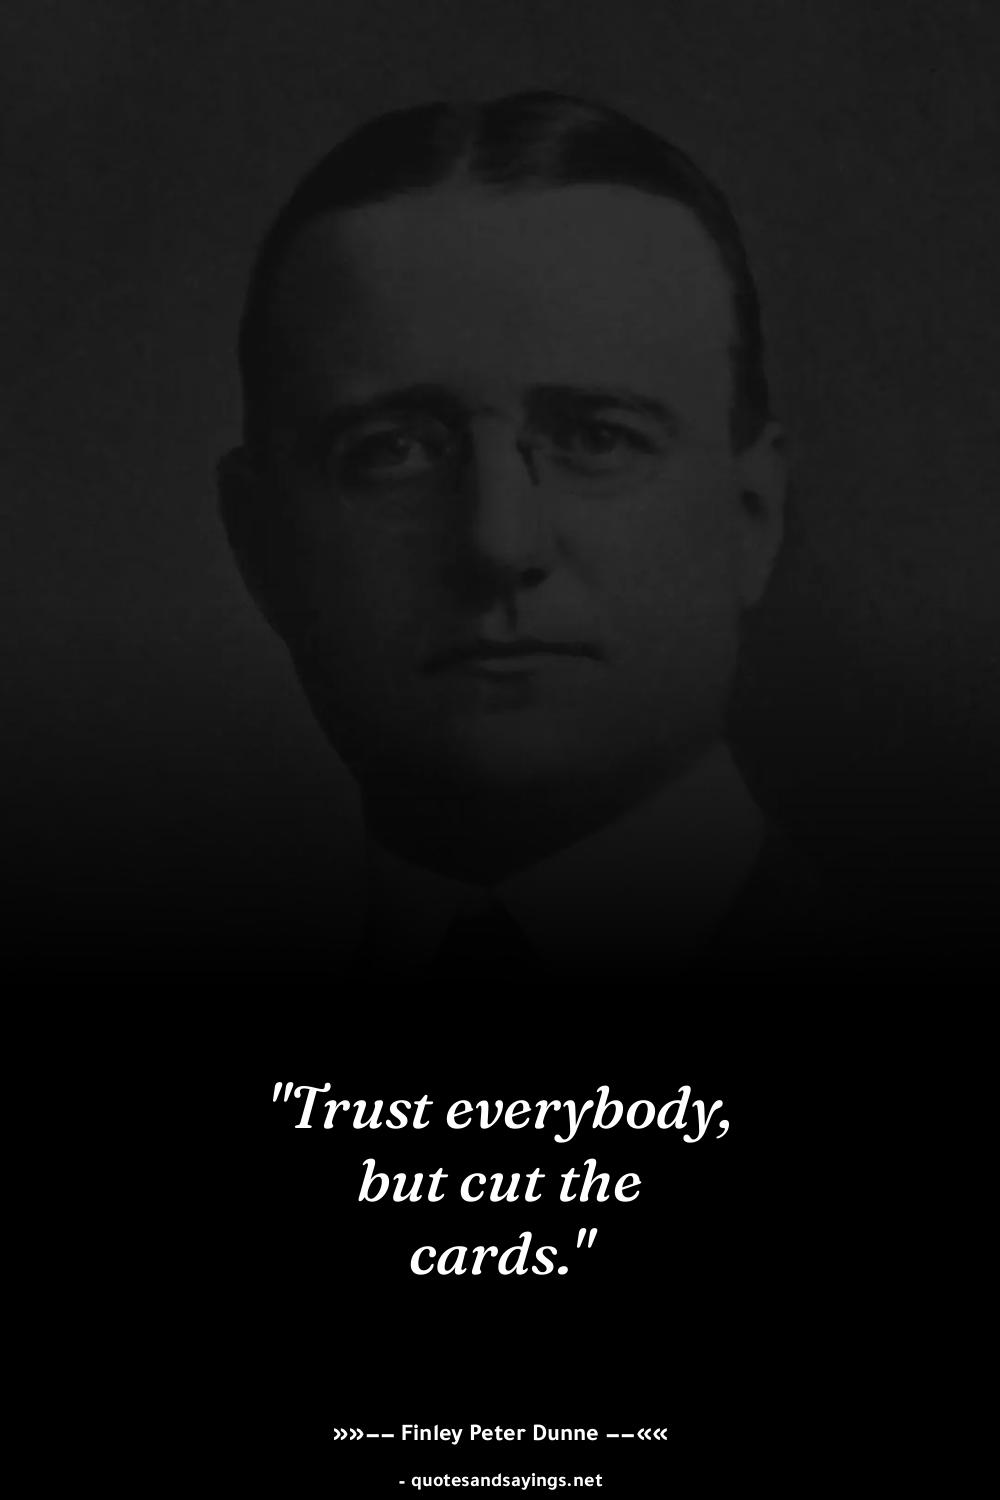 "Trust everybody,
but cut the
cards."
»»–– Finley Peter Dunne ––««
- quotesandsayings.net